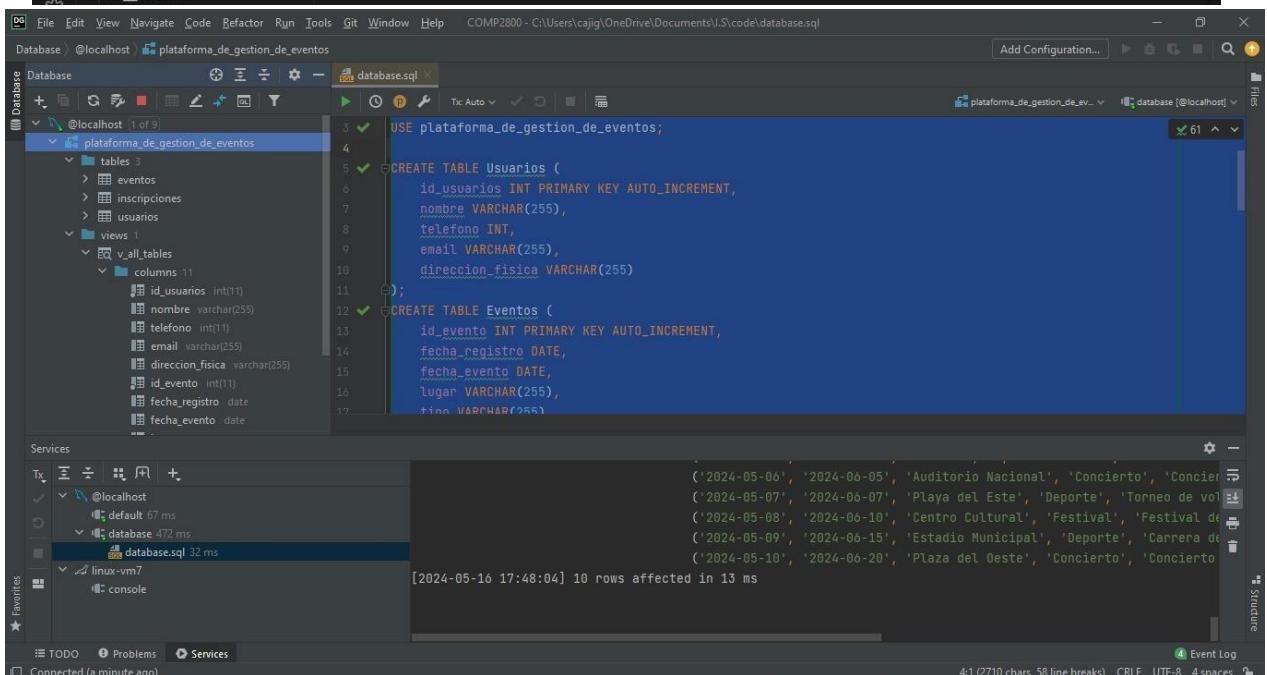 File Edit View Navigate Code Refactor Run Tools Git Window Help COMP2800 - C:\Users\cajig\OneDrive\Documents\I.S\code\database.sql
Database @localhost plataforma_de_gestion_de_eventos Add Configuration...
Database
database.sql
Tx: Auto plataforma_de_gestion_de_ev... database [@localhost]
@localhost 1 of 9
plataforma_de_gestion_de_eventos
tables 3
eventos
inscripciones
usuarios
views 1
v_all_tables
columns 11
id_usuarios int(11)
nombre varchar(255)
telefono int(11)
email varchar(255)
direccion_fisica varchar(255)
id_evento int(11)
fecha_registro date
fecha_evento date
61
3 USE plataforma_de_gestion_de_eventos;
4
5 CREATE TABLE Usuarios (
6 id_usuarios INT PRIMARY KEY AUTO_INCREMENT,
7 nombre VARCHAR(255),
8 telefono INT,
9 email VARCHAR(255),
10 direccion_fisica VARCHAR(255)
11 );
12 CREATE TABLE Eventos (
13 id_evento INT PRIMARY KEY AUTO_INCREMENT,
14 fecha_registro DATE,
15 fecha_evento DATE,
16 lugar VARCHAR(255),
17 tipo VARCHAR(255)
Services
Tx
@localhost
default 67 ms
database 472 ms
database.sql 32 ms
linux-vm7
console
('2024-05-06', '2024-06-05', 'Auditorio Nacional', 'Concierto', 'Concier
('2024-05-07', '2024-06-07', 'Playa del Este', 'Deporte', 'Torneo de vol
('2024-05-08', '2024-06-10', 'Centro Cultural', 'Festival', 'Festival de
('2024-05-09', '2024-06-15', 'Estadio Municipal', 'Deporte', 'Carrera de
('2024-05-10', '2024-06-20', 'Plaza del Oeste', 'Concierto', 'Concierto
[2024-05-16 17:48:04] 10 rows affected in 13 ms
Database
Favorites
Files
Structure
TODO Problems Services 4 Event Log
Connected (a minute ago) 4:1 (2710 chars, 58 line breaks) CRLF UTF-8 4 spaces